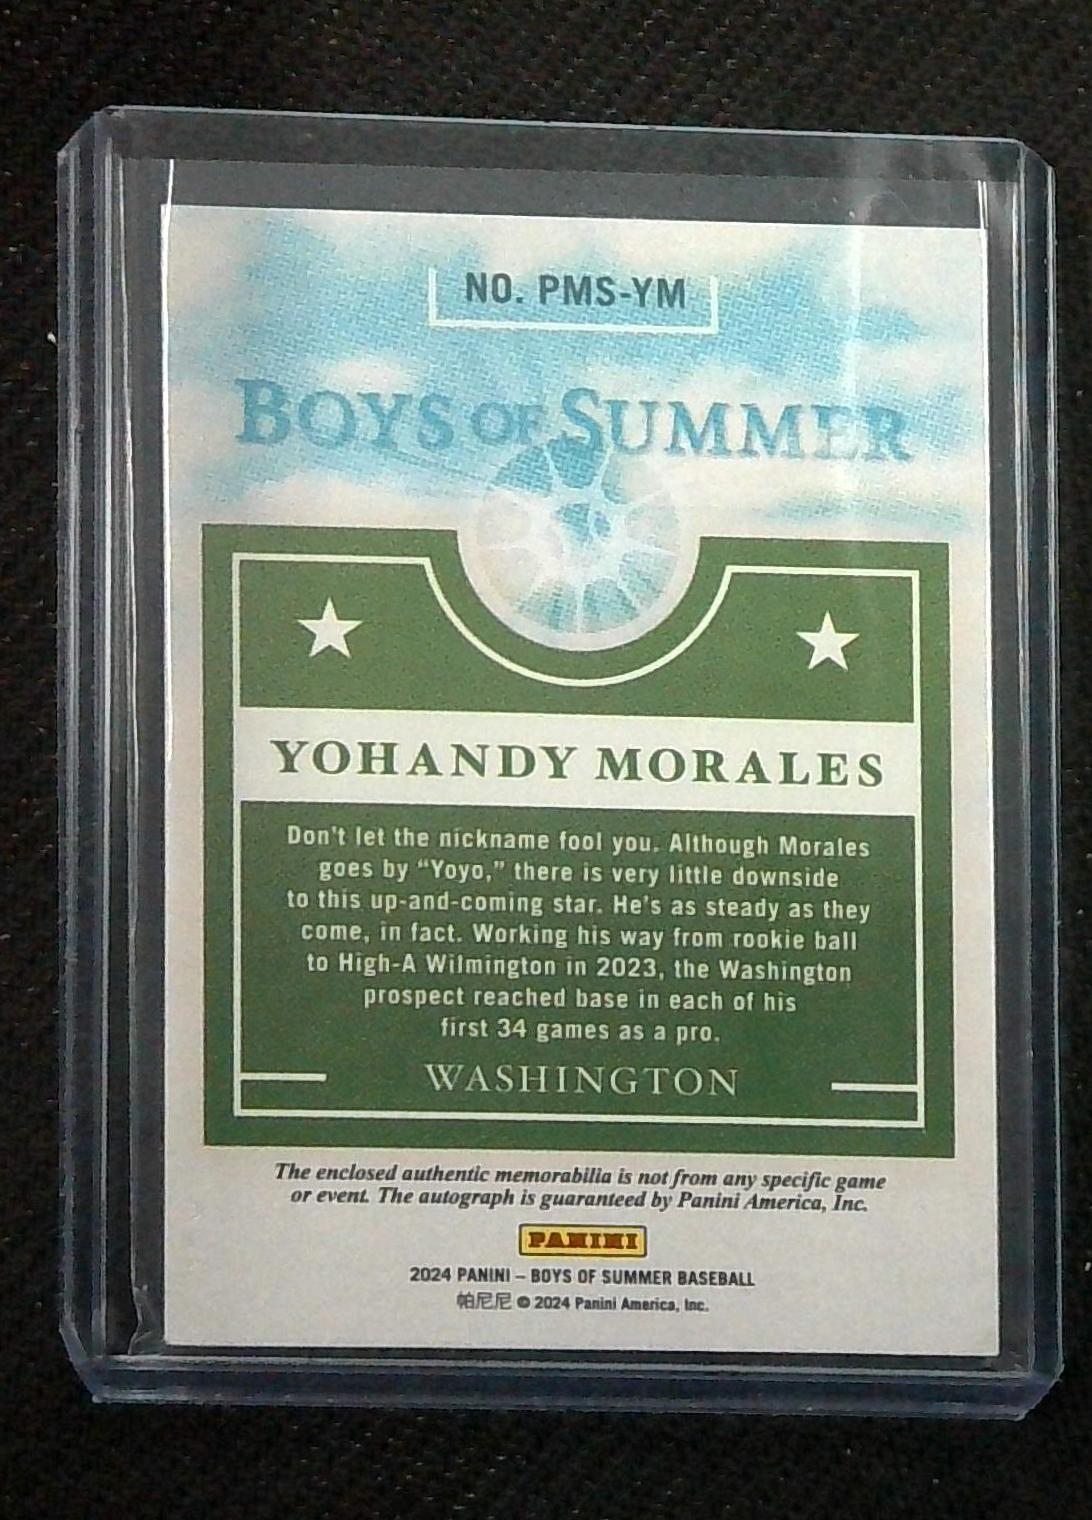 NO. PMS-YM
BOYS OF SUMMER
YOHANDY MORALES
Don't let the nickname fool you. Although Morales
goes by “Yoyo,” there is very little downside
to this up-and-coming star. He's as steady as they
come, in fact. Working his way from rookie ball
to High-A Wilmington in 2023, the Washington
prospect reached base in each of his
first 34 games as a pro.
WASHINGTON
The enclosed authentic memorabilia is not from any specific game
or event. The autograph is guaranteed by Panini America, Inc.
PANINI
2024 PANINI – BOYS OF SUMMER BASEBALL
帕尼尼 © 2024 Panini America, Inc.